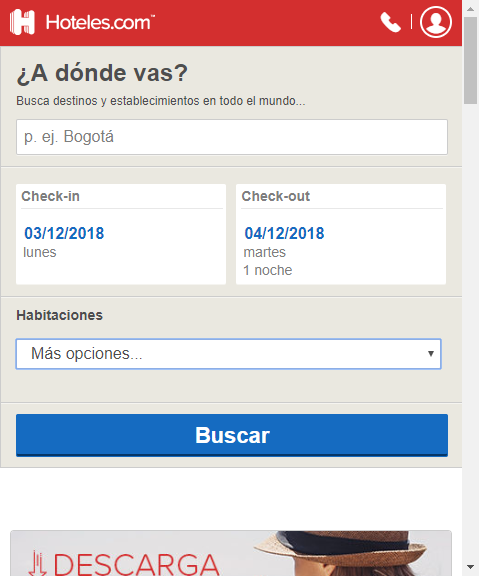 Hoteles.com™
¿A dónde vas?
Busca destinos y establecimientos en todo el mundo...
p. ej. Bogotá
Check-in
Check-out
03/12/2018
04/12/2018
lunes
martes
1 noche
Habitaciones
Más opciones...
Buscar
DESCARGA